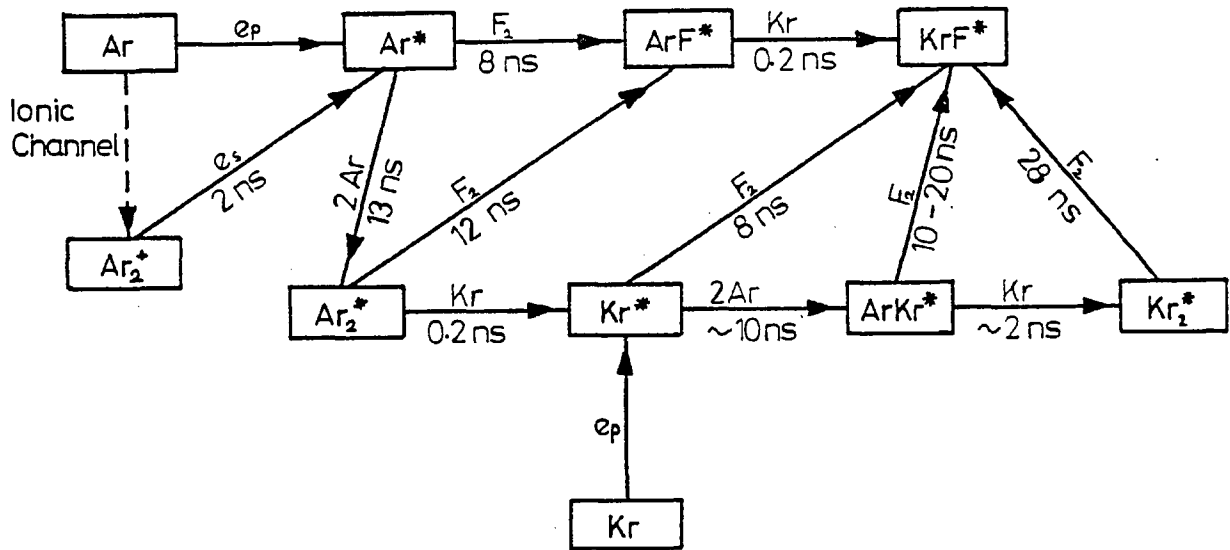 Ar
eₚ
Ar*
F₂
8 ns
ArF*
Kr
0.2 ns
KrF*
Ionic
Channel
eₛ
2 ns
2 Ar
13 ns
F₂
12 ns
F₂
8 ns
F₂
10 - 20 ns
F₂
28 ns
Ar₂⁺
Ar₂*
Kr
0.2 ns
Kr*
2Ar
~10 ns
ArKr*
Kr
~2 ns
Kr₂*
eₚ
Kr